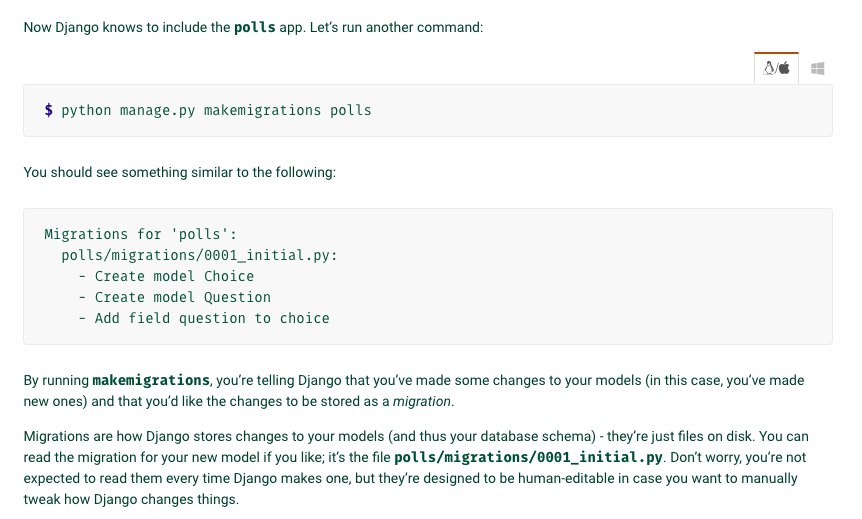 Now Django knows to include the polls app. Let’s run another command:
/
$ python manage.py makemigrations polls
You should see something similar to the following:
Migrations for 'polls':
polls/migrations/0001_initial.py:
- Create model Choice
- Create model Question
- Add field question to choice
By running makemigrations, you’re telling Django that you’ve made some changes to your models (in this case, you’ve made
new ones) and that you’d like the changes to be stored as a migration.
Migrations are how Django stores changes to your models (and thus your database schema) - they’re just files on disk. You can
read the migration for your new model if you like; it’s the file polls/migrations/0001_initial.py. Don’t worry, you’re not
expected to read them every time Django makes one, but they’re designed to be human-editable in case you want to manually
tweak how Django changes things.